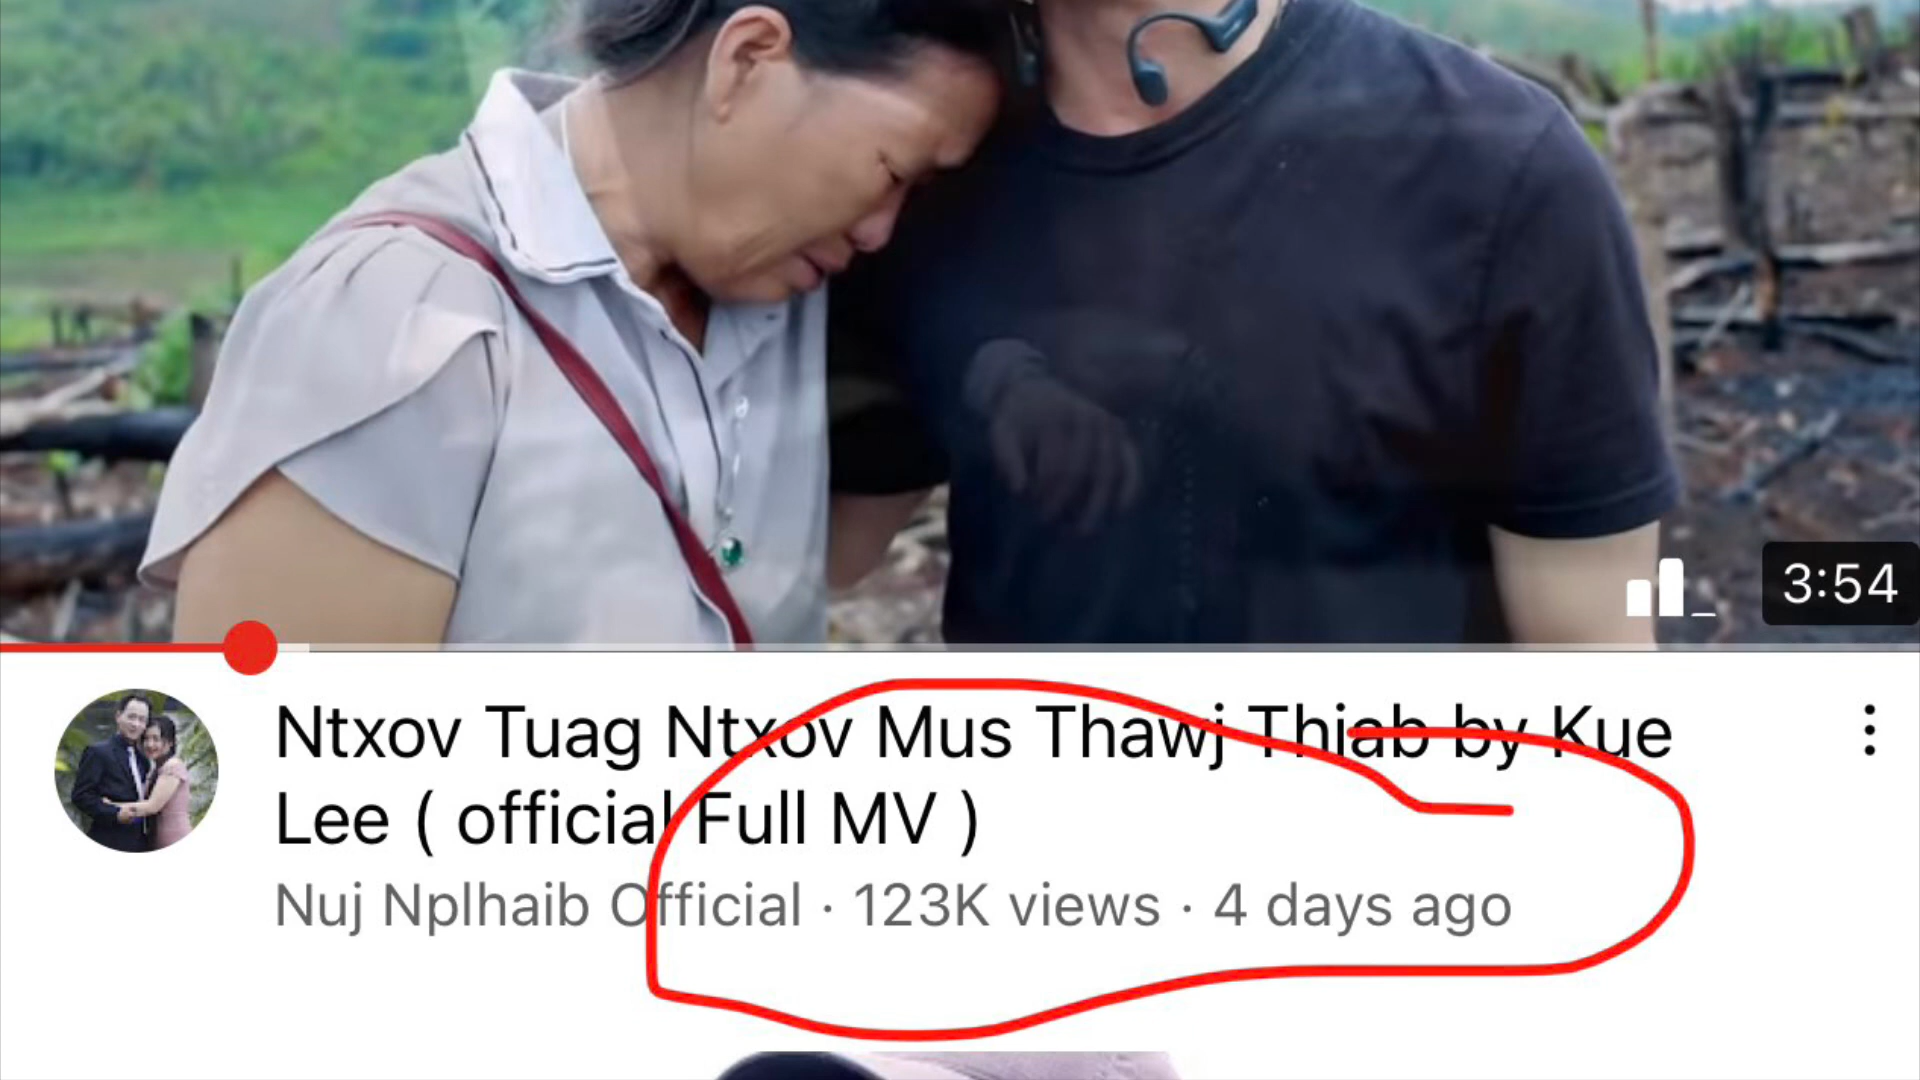 3:54
Ntxov Tuag Ntxov Mus Thawj Thiab by Kue
Lee ( official Full MV )
Nuj Nplhaib Official · 123K views · 4 days ago